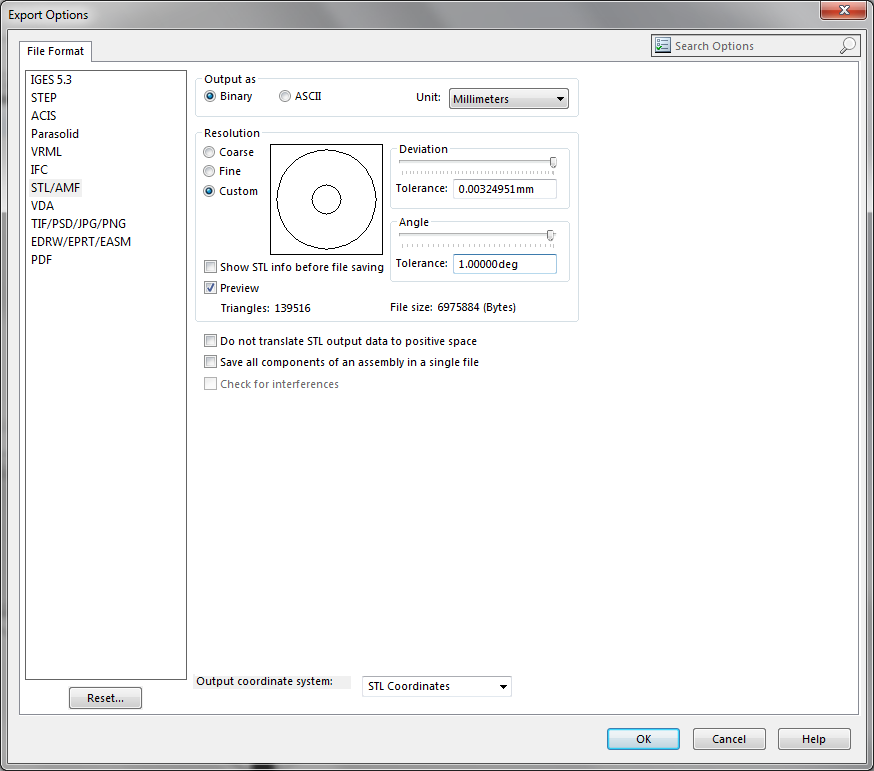 Export Options
File Format
Search Options
IGES 5.3
STEP
ACIS
Parasolid
VRML
IFC
STL/AMF
VDA
TIF/PSD/JPG/PNG
EDRW/EPRT/EASM
PDF
Reset...
Output as
Binary ASCII Unit: Millimeters
Resolution
Coarse
Fine
Custom
Deviation
Tolerance: 0.00324951mm
Angle
Tolerance: 1.00000deg
Show STL info before file saving
Preview
Triangles: 139516 File size: 6975884 (Bytes)
Do not translate STL output data to positive space
Save all components of an assembly in a single file
Check for interferences
Output coordinate system: STL Coordinates
OK Cancel Help